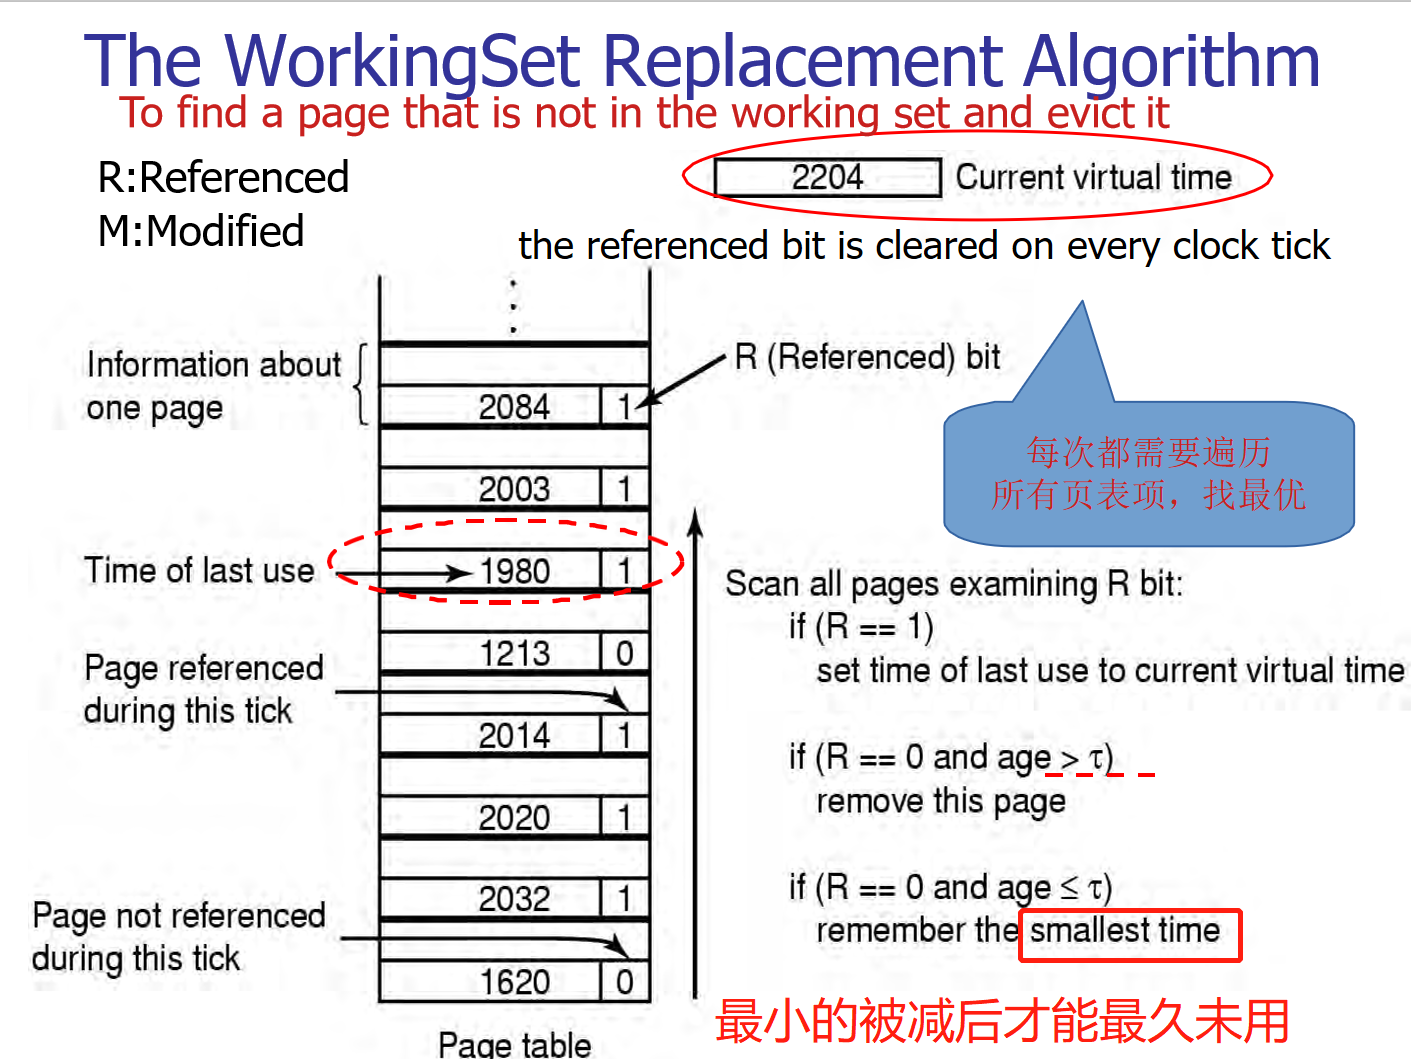 The WorkingSet Replacement Algorithm
To find a page that is not in the working set and evict it
R:Referenced
M:Modified
2204 Current virtual time
the referenced bit is cleared on every clock tick
Information about
one page
2084 1
R (Referenced) bit
每次都需要遍历
所有页表项，找最优
2003 1
Time of last use
1980 1
Page referenced
during this tick
1213 0
2014 1
2020 1
2032 1
Page not referenced
during this tick
1620 0
Page table
Scan all pages examining R bit:
if (R == 1)
set time of last use to current virtual time
if (R == 0 and age > τ)
remove this page
if (R == 0 and age ≤ τ)
remember the smallest time
最小的被减后才能最久未用